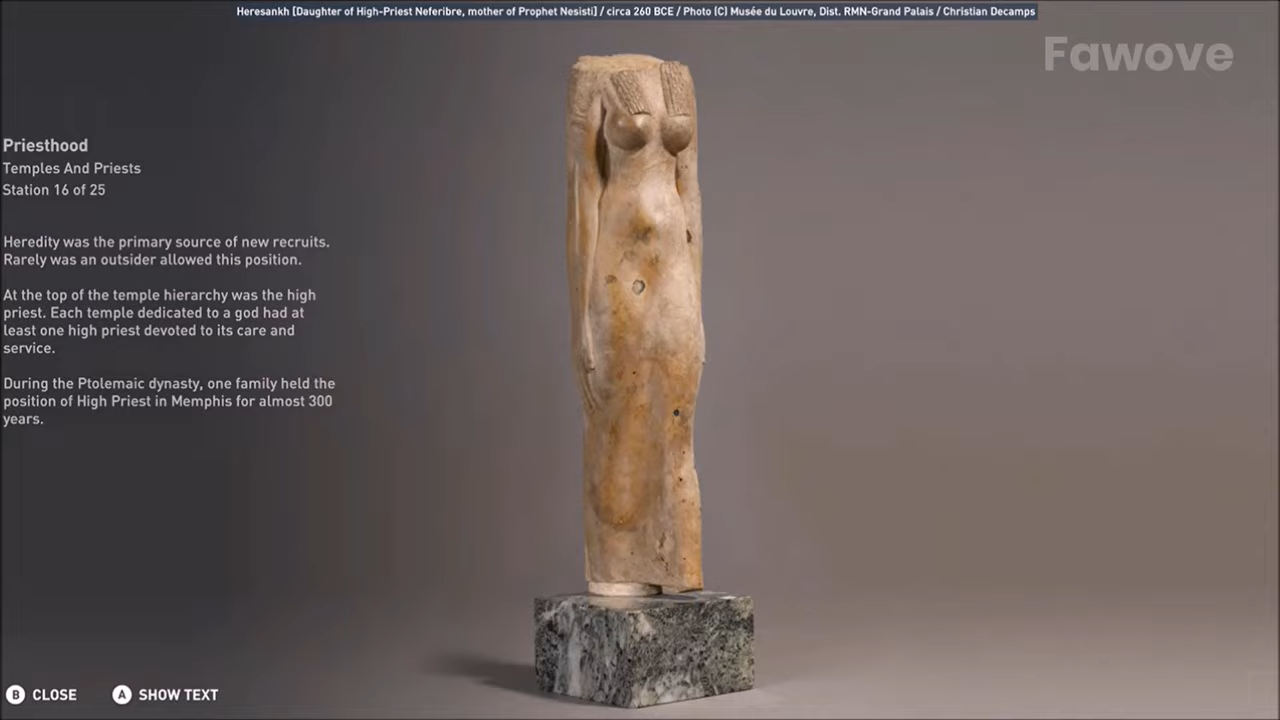 Heresankh [Daughter of High-Priest Neferibre, mother of Prophet Nesisti] / circa 260 BCE / Photo (C) Musée du Louvre, Dist. RMN-Grand Palais / Christian Decamps
Fawove
Priesthood
Temples And Priests
Station 16 of 25
Heredity was the primary source of new recruits.
Rarely was an outsider allowed this position.
At the top of the temple hierarchy was the high
priest. Each temple dedicated to a god had at
least one high priest devoted to its care and
service.
During the Ptolemaic dynasty, one family held the
position of High Priest in Memphis for almost 300
years.
B CLOSE A SHOW TEXT